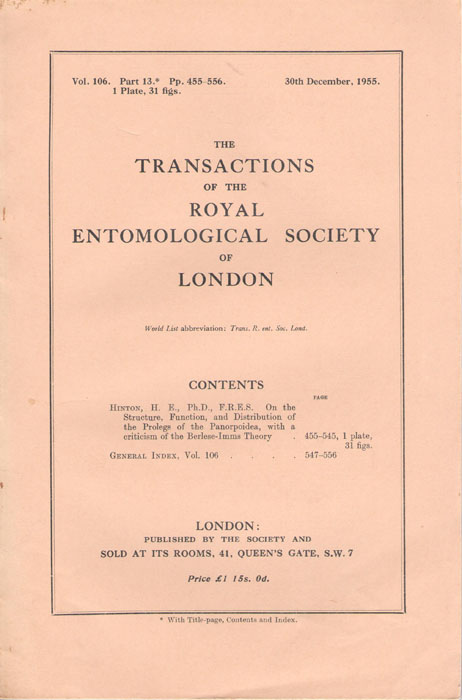 Vol. 106. Part 13.* Pp. 455–556. 30th December, 1955.
1 Plate, 31 figs.
THE
TRANSACTIONS
OF THE
ROYAL
ENTOMOLOGICAL SOCIETY
OF
LONDON
World List abbreviation: Trans. R. ent. Soc. Lond.
CONTENTS
PAGE
HINTON, H. E., Ph.D., F.R.E.S. On the
Structure, Function, and Distribution of
the Prolegs of the Panorpoidea, with a
criticism of the Berlese-Imms Theory . 455–545, 1 plate,
31 figs.
GENERAL INDEX, Vol. 106 . . . . 547–556
LONDON:
PUBLISHED BY THE SOCIETY AND
SOLD AT ITS ROOMS, 41, QUEEN'S GATE, S.W. 7
Price £1 15s. 0d.
* With Title-page, Contents and Index.